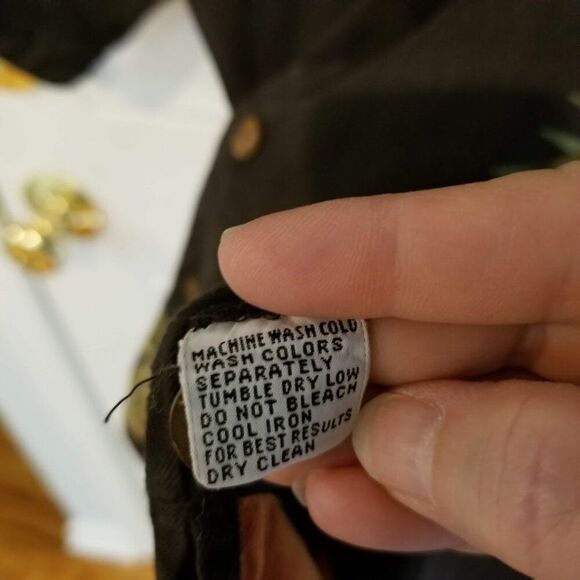 MACHINE WASH COLD
WASH COLORS
SEPARATELY
TUMBLE DRY LOW
DO NOT BLEACH
COOL IRON
FOR BEST RESULTS
DRY CLEAN